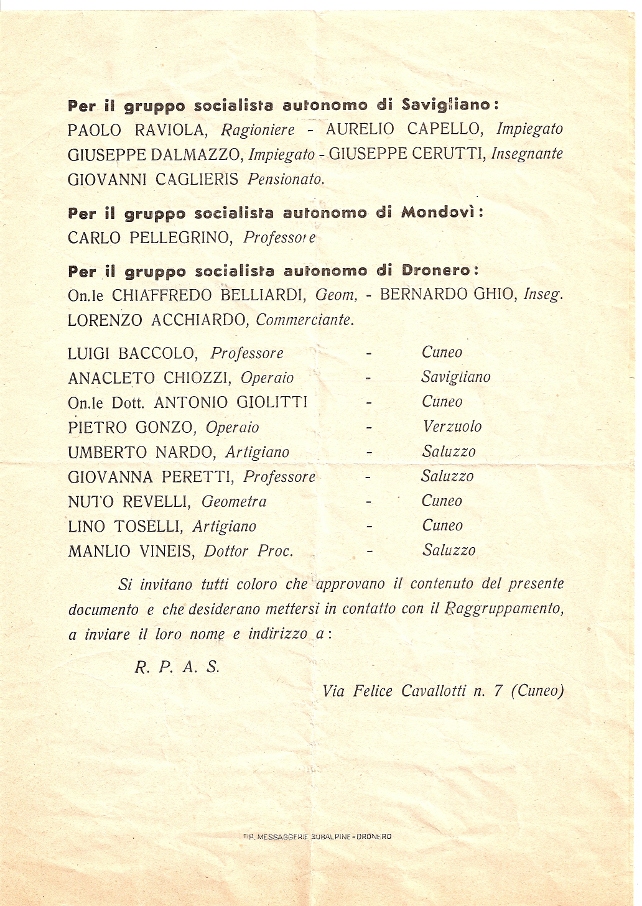 Per il gruppo socialista autonomo di Savigliano:
PAOLO RAVIOLA, Ragioniere - AURELIO CAPELLO, Impiegato
GIUSEPPE DALMAZZO, Impiegato - GIUSEPPE CERUTTI, Insegnante
GIOVANNI CAGLIERIS Pensionato.
Per il gruppo socialista autonomo di Mondovì:
CARLO PELLEGRINO, Professore
Per il gruppo socialista autonomo di Dronero:
On.le CHIAFFREDO BELLIARDI, Geom, - BERNARDO GHIO, Inseg.
LORENZO ACCHIARDO, Commerciante.
LUIGI BACCOLO, Professore - Cuneo
ANACLETO CHIOZZI, Operaio - Savigliano
On.le Dott. ANTONIO GIOLITTI - Cuneo
PIETRO GONZO, Operaio - Verzuolo
UMBERTO NARDO, Artigiano - Saluzzo
GIOVANNA PERETTI, Professore - Saluzzo
NUTO REVELLI, Geometra - Cuneo
LINO TOSELLI, Artigiano - Cuneo
MANLIO VINEIS, Dottor Proc. - Saluzzo
Si invitano tutti coloro che approvano il contenuto del presente
documento e che desiderano mettersi in contatto con il Raggruppamento,
a inviare il loro nome e indirizzo a:
R. P. A. S.
Via Felice Cavallotti n. 7 (Cuneo)
TIP. MESSAGGERIE SUBALPINE - DRONERO